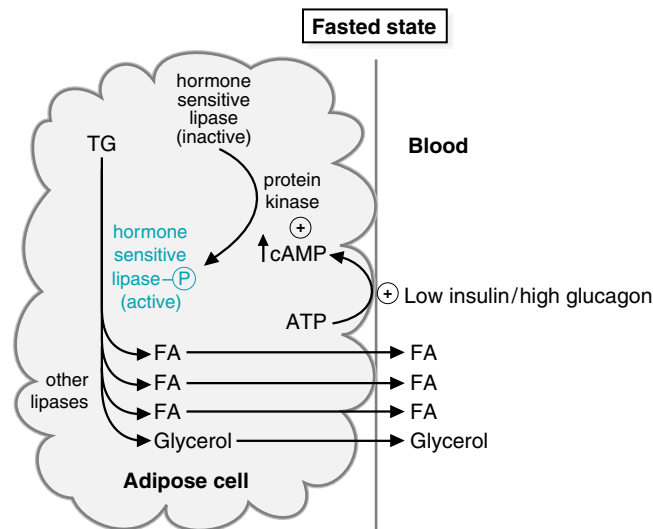 Fasted state
hormone
sensitive
lipase
(inactive)
TG
Blood
protein
kinase
+
cAMP
hormone
sensitive
lipase–P
(active)
+ Low insulin/high glucagon
ATP
FA FA
FA FA
other
lipases
FA FA
Glycerol Glycerol
Adipose cell